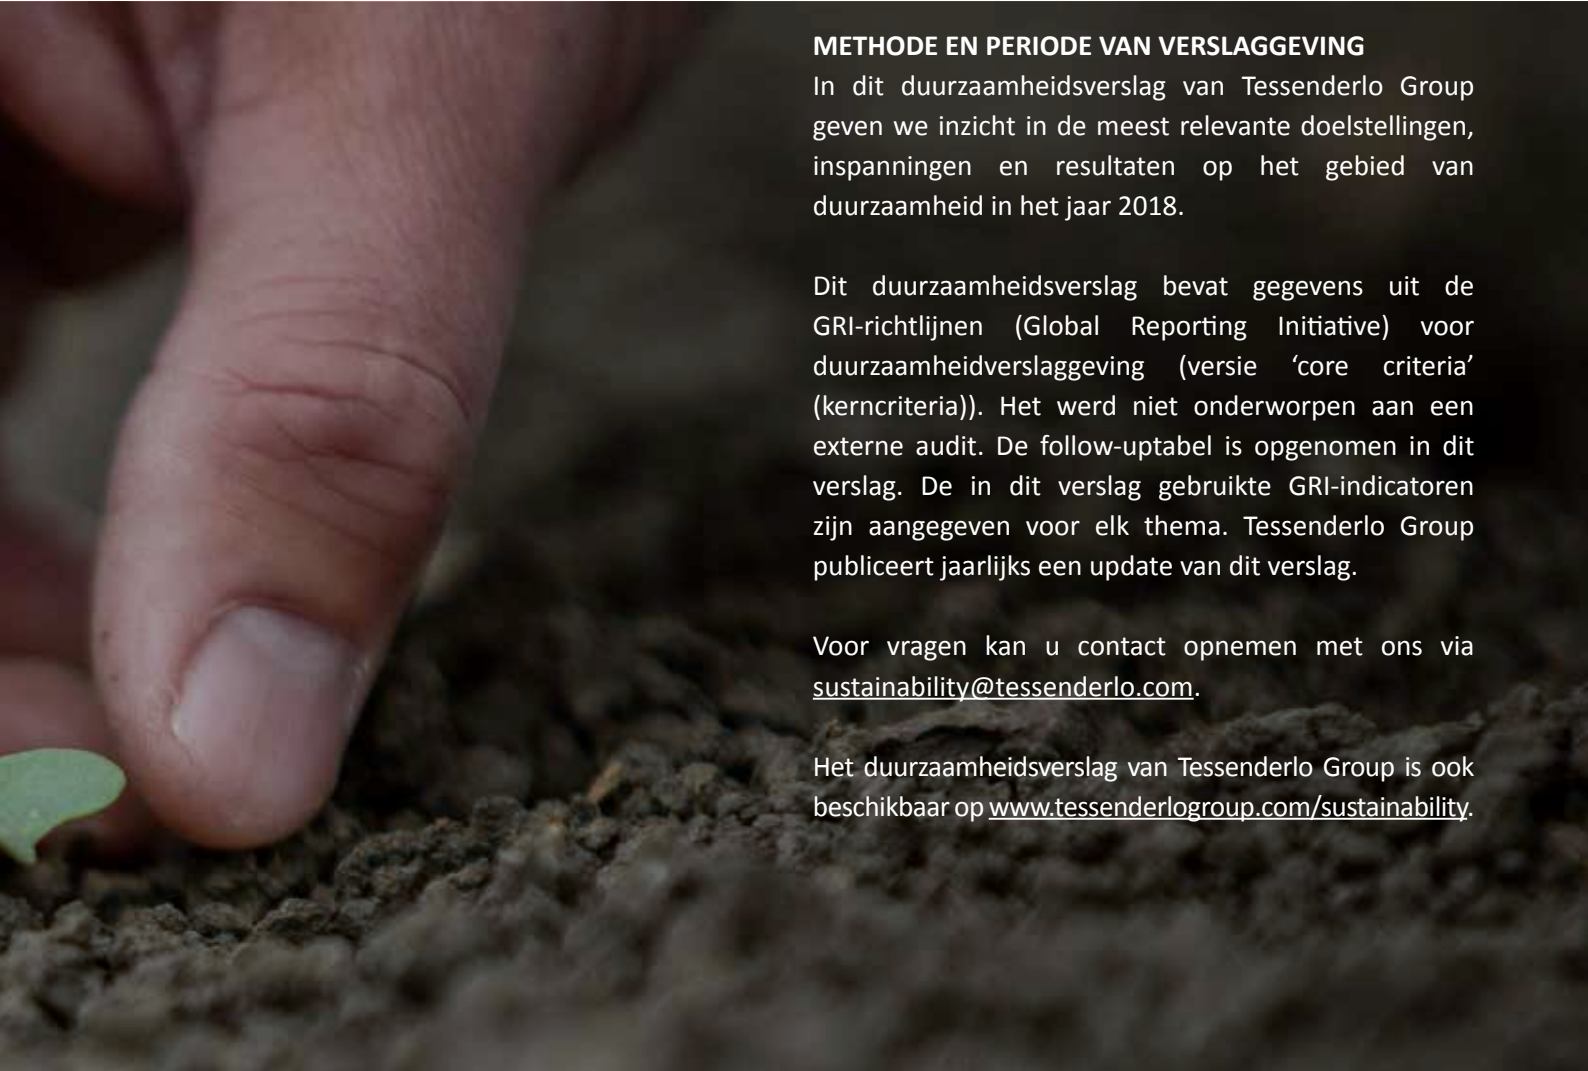 METHODE EN PERIODE VAN VERSLAGGEVING
In dit duurzaamheidsverslag van Tessenderlo Group
geven we inzicht in de meest relevante doelstellingen,
inspanningen en resultaten op het gebied van
duurzaamheid in het jaar 2018.
Dit duurzaamheidsverslag bevat gegevens uit de
GRI-richtlijnen (Global Reporting Initiative) voor
duurzaamheidverslaggeving (versie ‘core criteria’
(kerncriteria)). Het werd niet onderworpen aan een
externe audit. De follow-uptabel is opgenomen in dit
verslag. De in dit verslag gebruikte GRI-indicatoren
zijn aangegeven voor elk thema. Tessenderlo Group
publiceert jaarlijks een update van dit verslag.
Voor vragen kan u contact opnemen met ons via
sustainability@tessenderlo.com.
Het duurzaamheidsverslag van Tessenderlo Group is ook
beschikbaar op www.tessenderlogroup.com/sustainability.